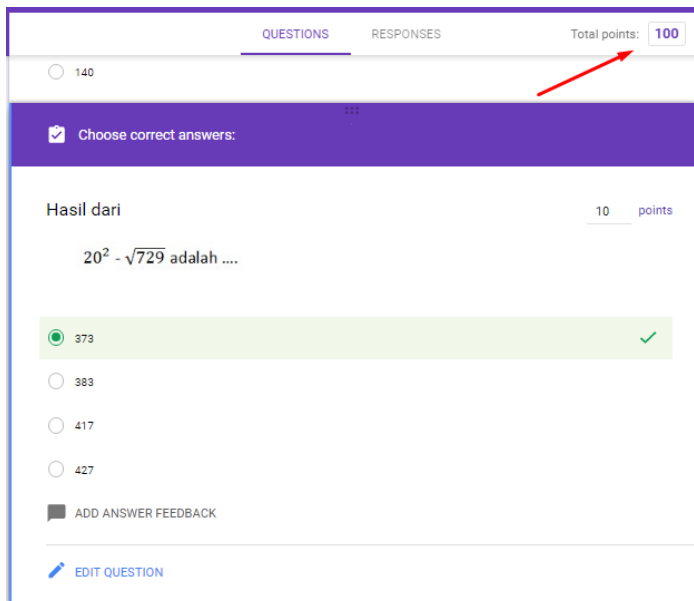 QUESTIONS RESPONSES Total points: 100
140
Choose correct answers:
Hasil dari 10 points
20² - √729 adalah ....
373
383
417
427
ADD ANSWER FEEDBACK
EDIT QUESTION